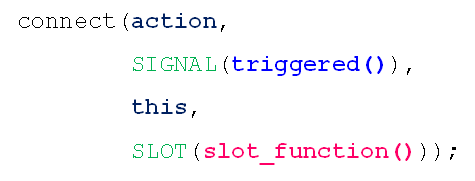 connect(action,
SIGNAL(triggered()),
this,
SLOT(slot_function()));